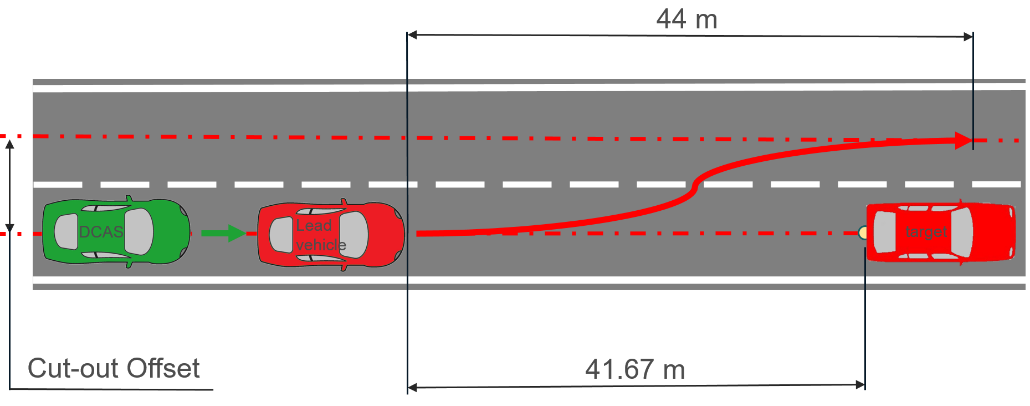 44 m
DCAS
Lead
vehicle
target
Cut-out Offset
41.67 m